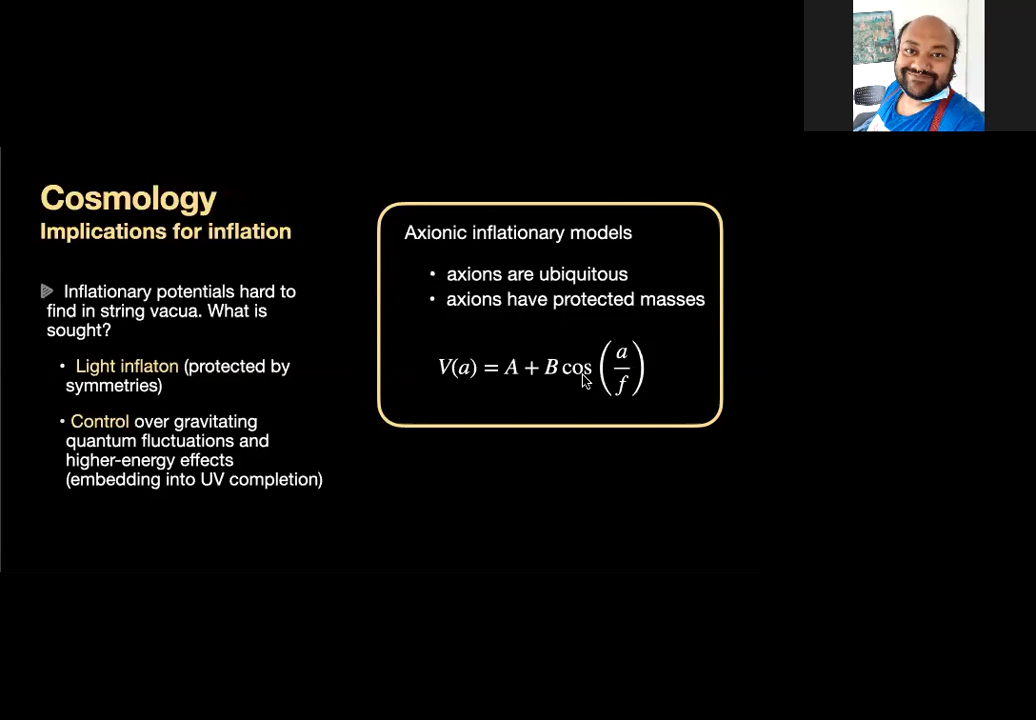 Cosmology
Implications for inflation
Inflationary potentials hard to
find in string vacua. What is
sought?
• Light inflaton (protected by
symmetries)
• Control over gravitating
quantum fluctuations and
higher-energy effects
(embedding into UV completion)
Axionic inflationary models
• axions are ubiquitous
• axions have protected masses
V(a) = A + B cos (a/f)